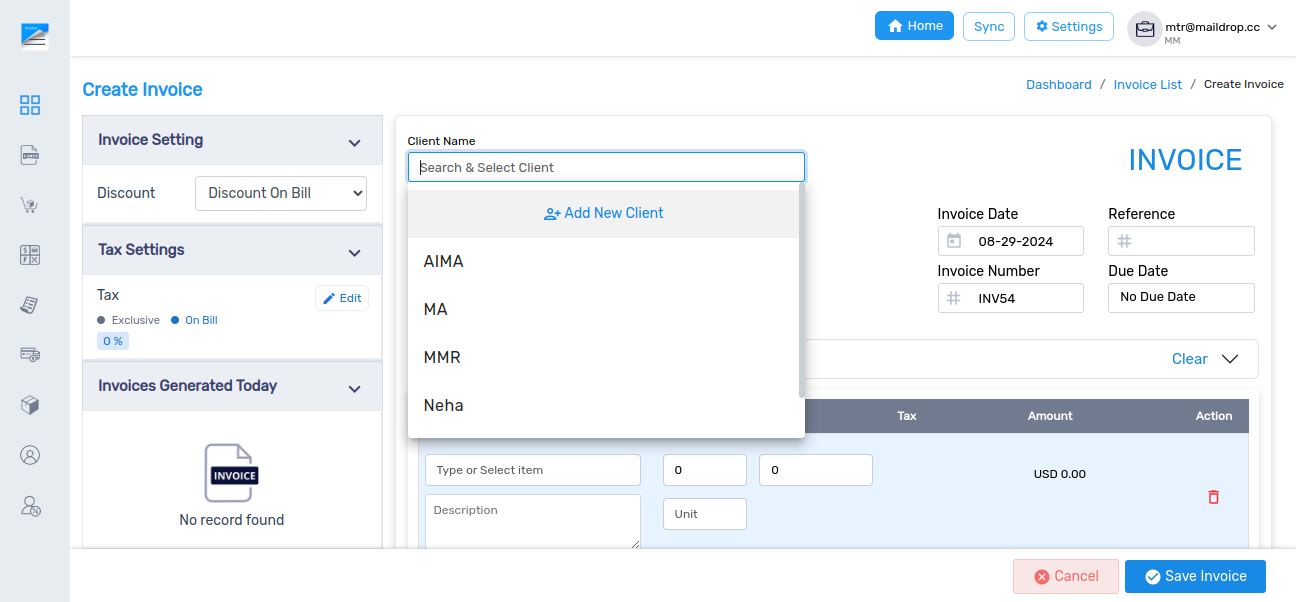 Home
Sync
Settings
mtr@maildrop.cc
MM
Create Invoice
Dashboard / Invoice List / Create Invoice
Invoice Setting
Discount
Discount On Bill
Tax Settings
Tax
Edit
Exclusive
On Bill
0 %
Invoices Generated Today
INVOICE
No record found
Client Name
Search & Select Client
Add New Client
AIMA
MA
MMR
Neha
INVOICE
Invoice Date
Reference
08-29-2024
Invoice Number
Due Date
INV54
No Due Date
Clear
Tax
Amount
Action
Type or Select item
0
0
USD 0.00
Description
Unit
Cancel
Save Invoice